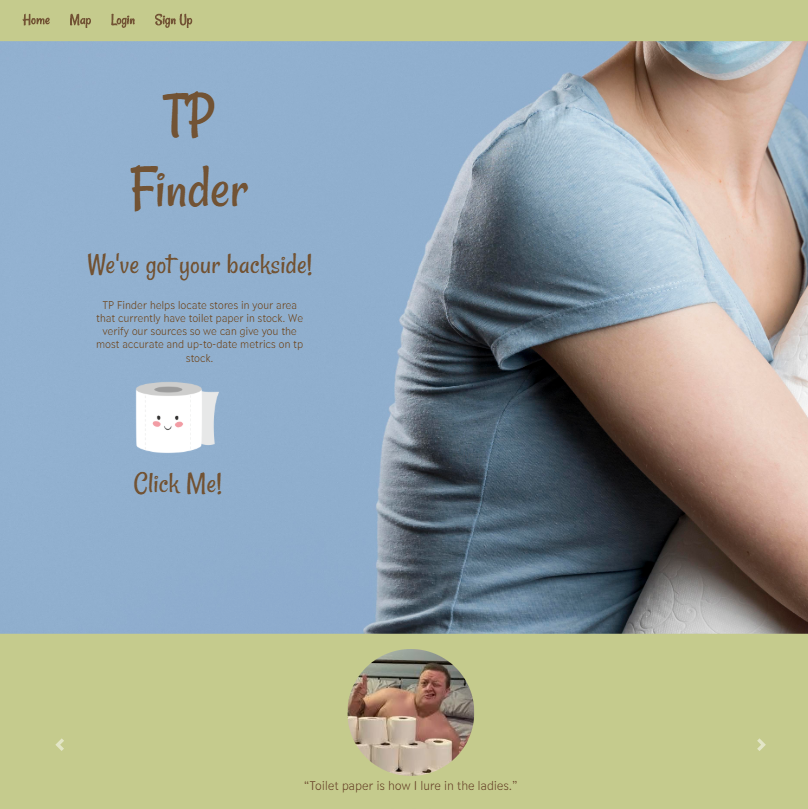 Home Map Login Sign Up
TP
Finder
We've got your backside!
TP Finder helps locate stores in your area
that currently have toilet paper in stock. We
verify our sources so we can give you the
most accurate and up-to-date metrics on tp
stock.
Click Me!
“Toilet paper is how I lure in the ladies.”